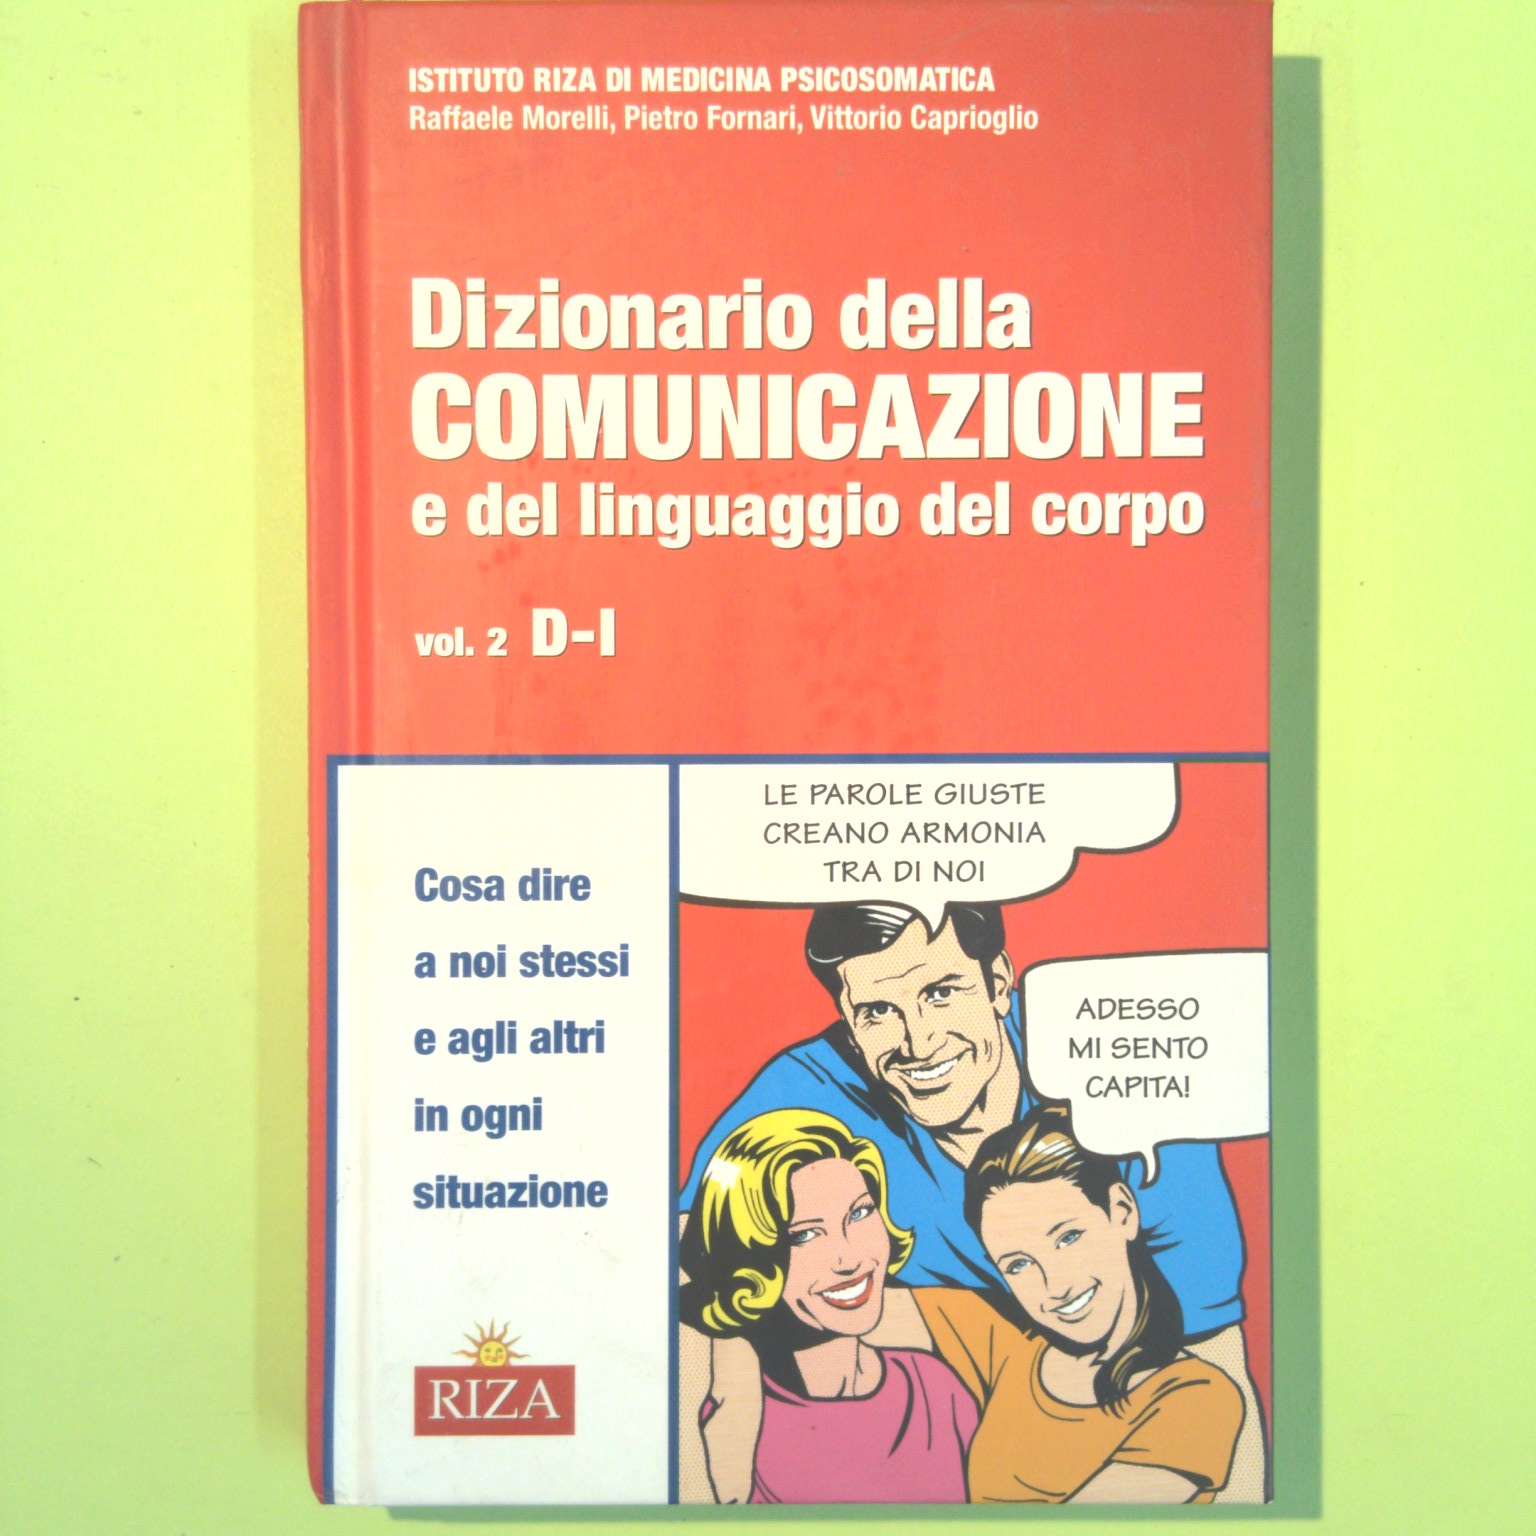 ISTITUTO RIZA DI MEDICINA PSICOSOMATICA
Raffaele Morelli, Pietro Fornari, Vittorio Caprioglio
Dizionario della
COMUNICAZIONE
e del linguaggio del corpo
vol. 2 D-I
Cosa dire
a noi stessi
e agli altri
in ogni
situazione
RIZA
LE PAROLE GIUSTE
CREANO ARMONIA
TRA DI NOI
ADESSO
MI SENTO
CAPITA!